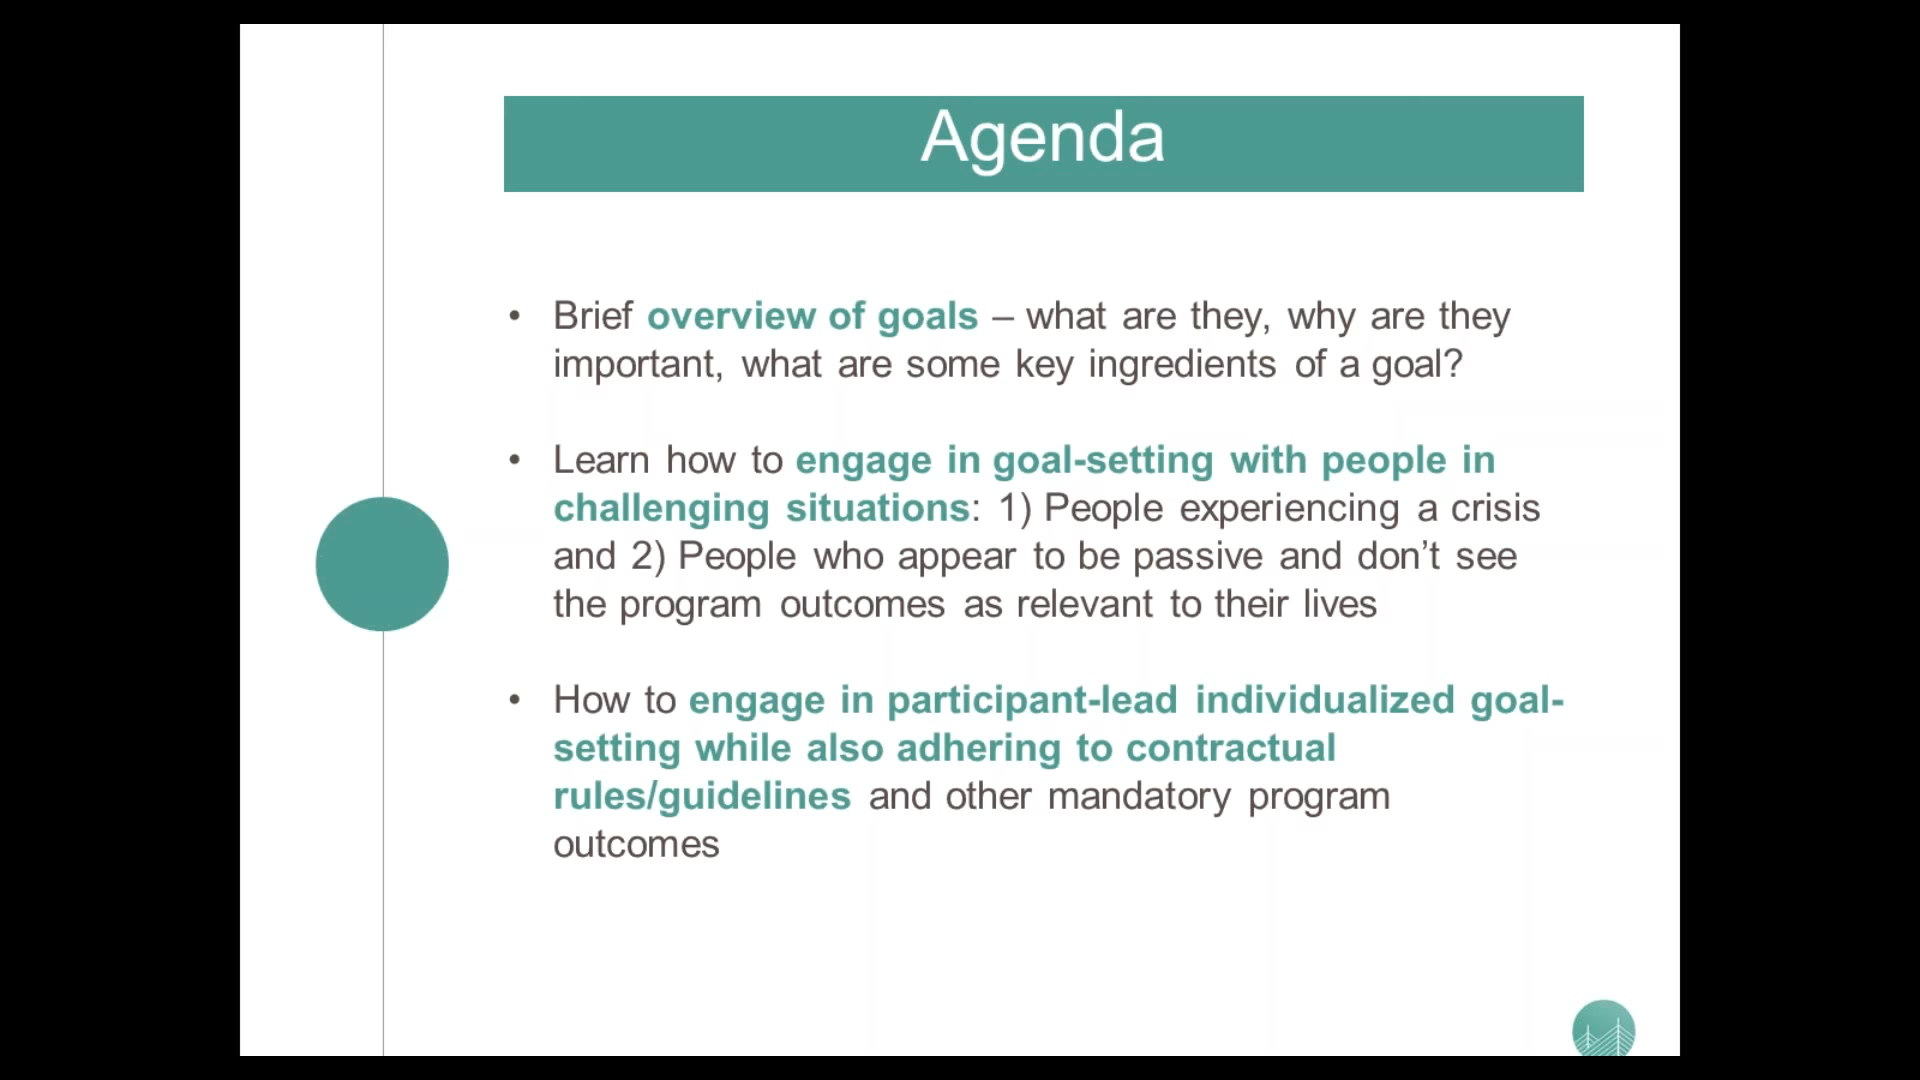 Agenda
• Brief overview of goals – what are they, why are they
important, what are some key ingredients of a goal?
• Learn how to engage in goal-setting with people in
challenging situations: 1) People experiencing a crisis
and 2) People who appear to be passive and don’t see
the program outcomes as relevant to their lives
• How to engage in participant-lead individualized goal-
setting while also adhering to contractual
rules/guidelines and other mandatory program
outcomes